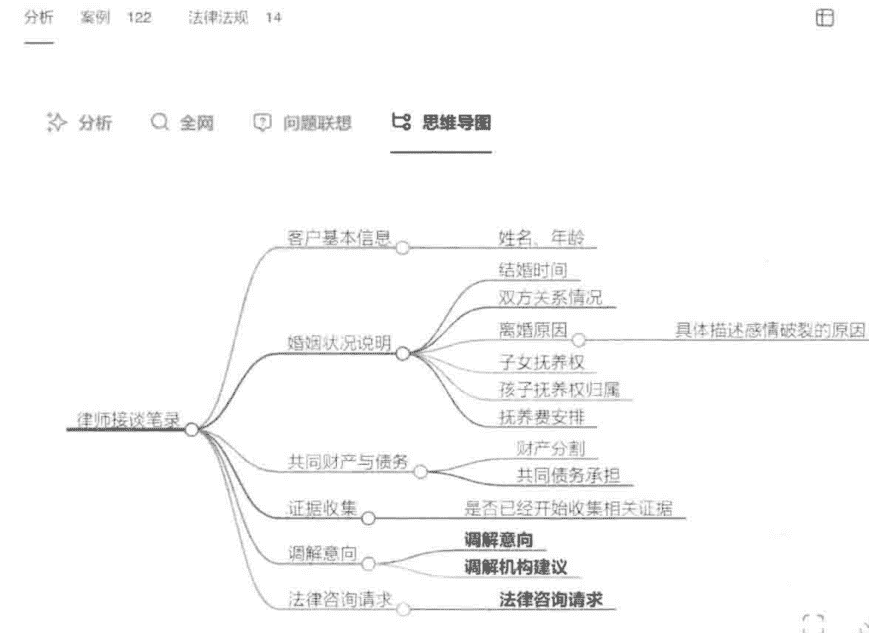 分析 案例 122 法律法规 14
分析 全网 问题联想 思维导图
律师接谈笔录
客户基本信息
姓名、年龄
婚姻状况说明
结婚时间
双方关系情况
离婚原因
具体描述感情破裂的原因
子女抚养权
孩子抚养权归属
抚养费安排
共同财产与债务
财产分割
共同债务承担
证据收集
是否已经开始收集相关证据
调解意向
调解意向
调解机构建议
法律咨询请求
法律咨询请求